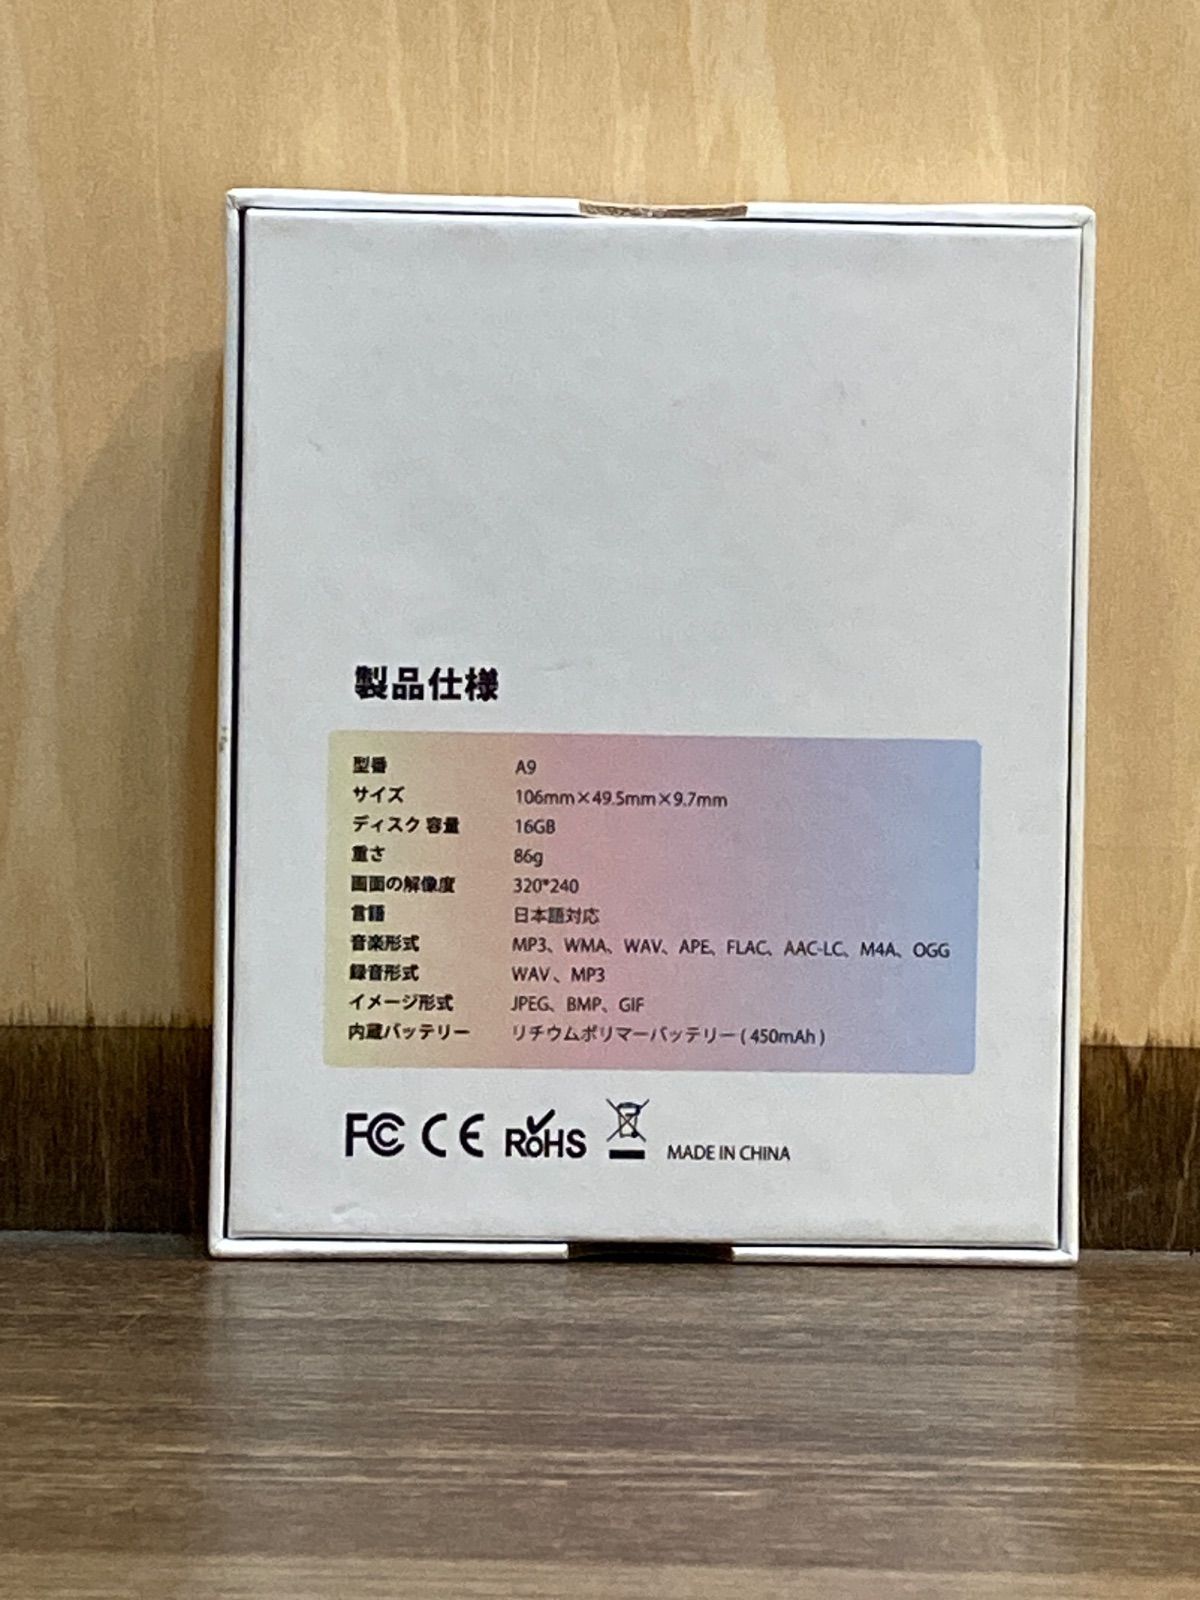 製品仕様
型番 A9
サイズ 106mm×49.5mm×9.7mm
ディスク 容量 16GB
重さ 86g
画面の解像度 320*240
言語 日本語対応
音楽形式 MP3、WMA、WAV、APE、FLAC、AAC-LC、M4A、OGG
録音形式 WAV、MP3
イメージ形式 JPEG、BMP、GIF
内蔵バッテリー リチウムポリマーバッテリー ( 450mAh )
FC CE RoHS MADE IN CHINA